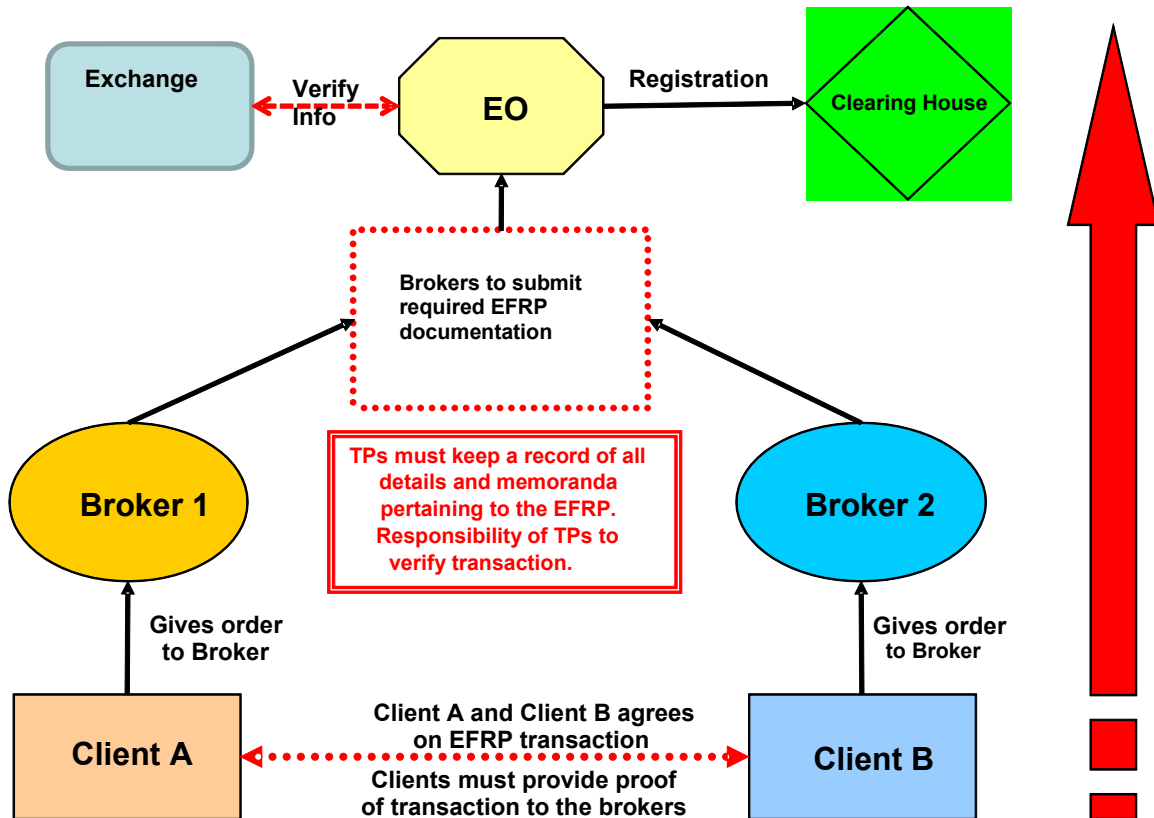 Exchange
Verify
Info
EO
Registration
Clearing House
Brokers to submit
required EFRP
documentation
TPs must keep a record of all
details and memoranda
pertaining to the EFRP.
Responsibility of TPs to
verify transaction.
Broker 1
Broker 2
Gives order
to Broker
Gives order
to Broker
Client A
Client A and Client B agrees
on EFRP transaction
Clients must provide proof
of transaction to the brokers
Client B